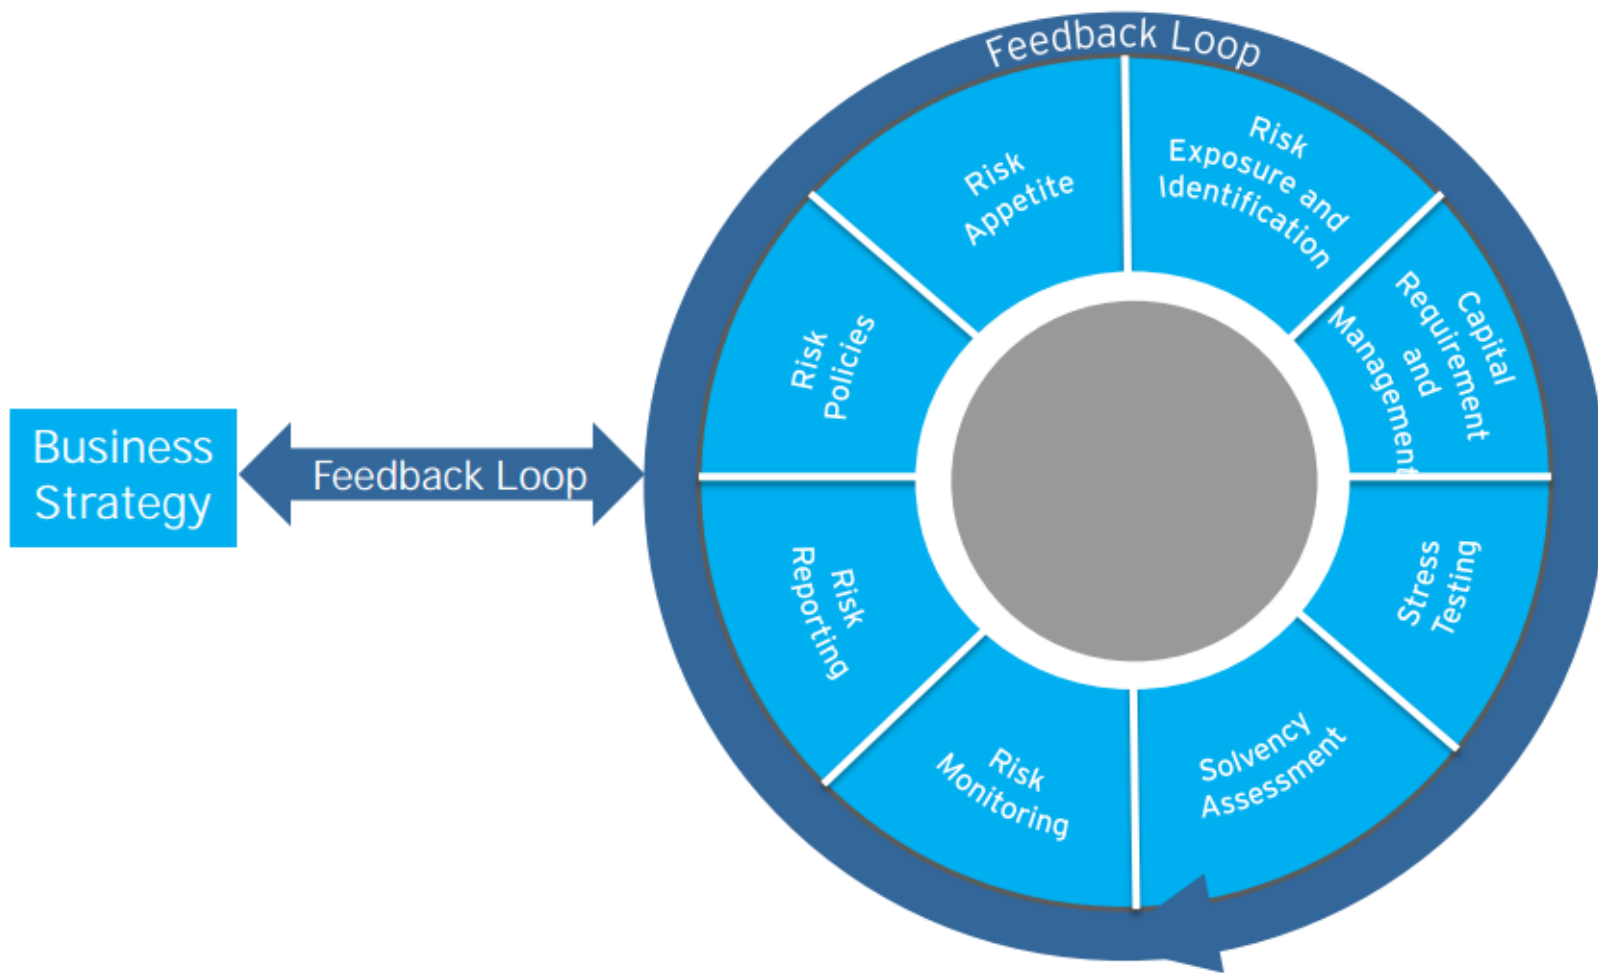 Feedback Loop
Risk
Exposure and
Identification
Capital
Requirement
and
Management
Stress
Testing
Solvency
Assessment
Risk
Monitoring
Risk
Reporting
Risk
Policies
Risk
Appetite
Business
Strategy
Feedback Loop